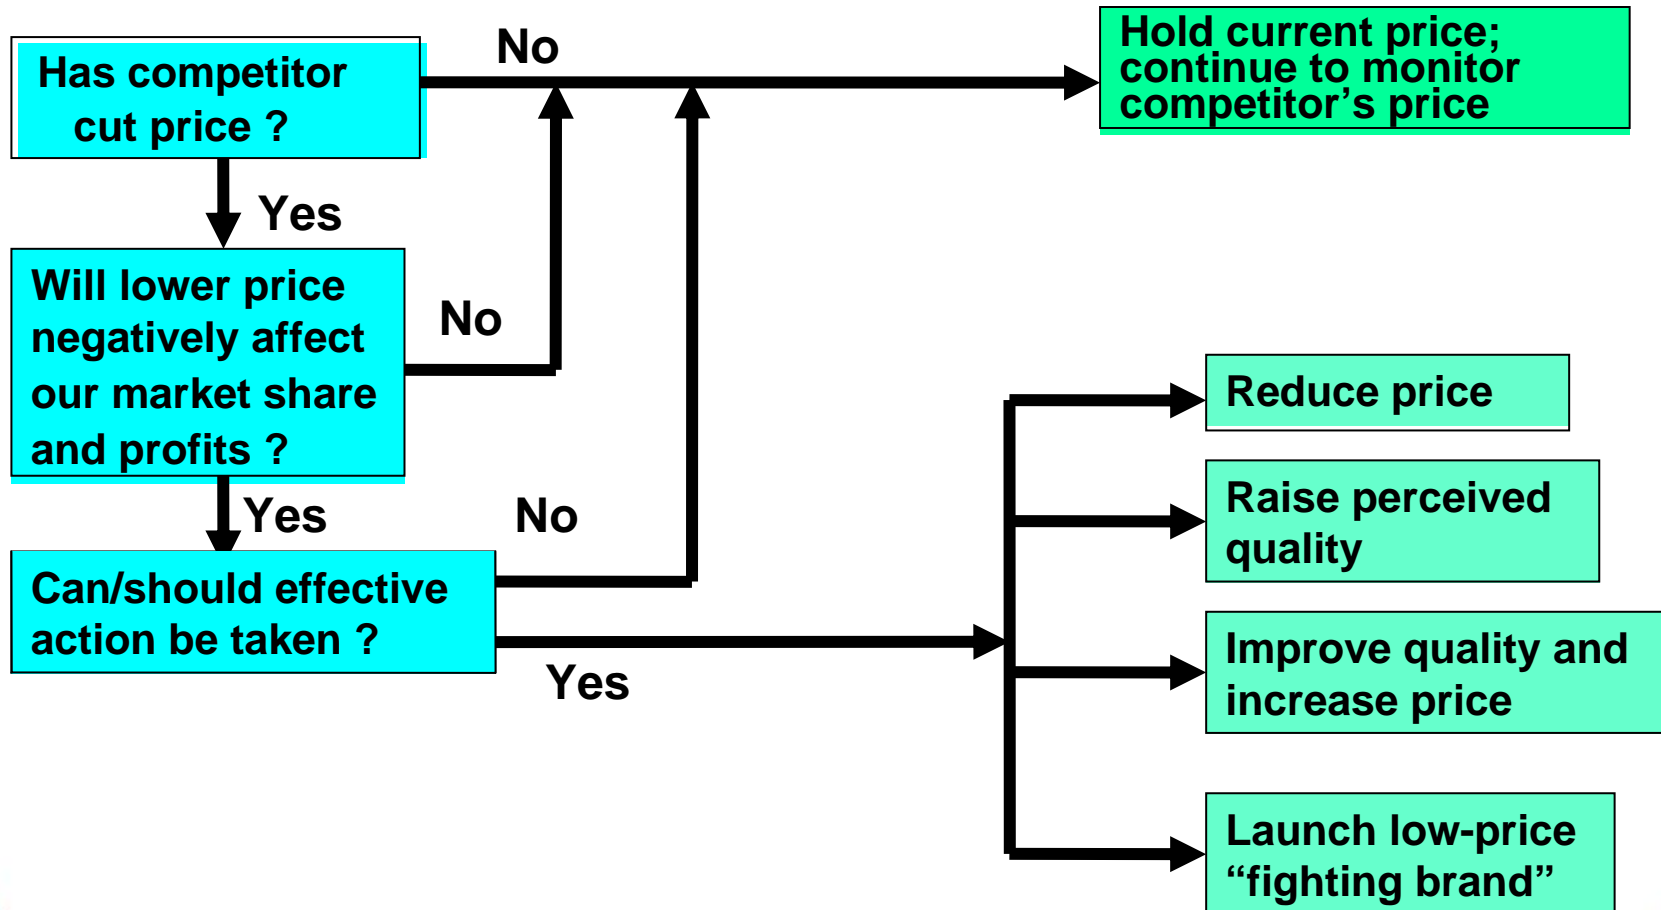 Has competitor
cut price ?
No
Hold current price;
continue to monitor
competitor’s price
Yes
Will lower price
negatively affect
our market share
and profits ?
No
Reduce price
Raise perceived
quality
Yes
No
Can/should effective
action be taken ?
Yes
Improve quality and
increase price
Launch low-price
“fighting brand”